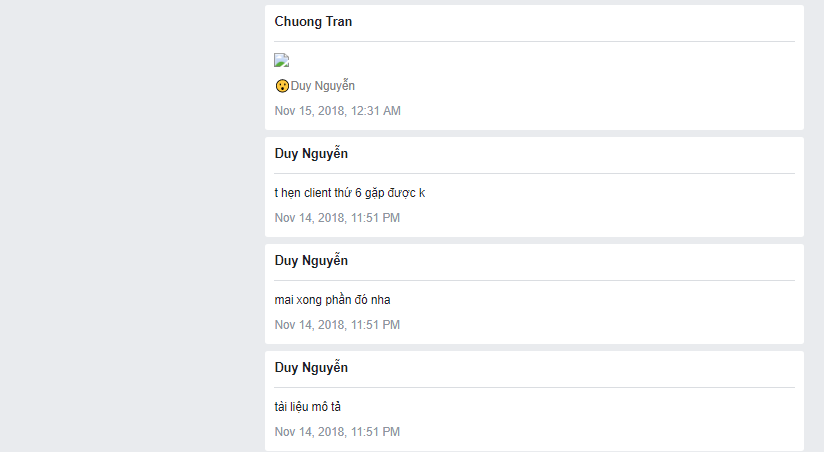 Chuong Tran
😮Duy Nguyễn
Nov 15, 2018, 12:31 AM
Duy Nguyễn
t hẹn client thứ 6 gặp được k
Nov 14, 2018, 11:51 PM
Duy Nguyễn
mai xong phần đó nha
Nov 14, 2018, 11:51 PM
Duy Nguyễn
tài liệu mô tả
Nov 14, 2018, 11:51 PM